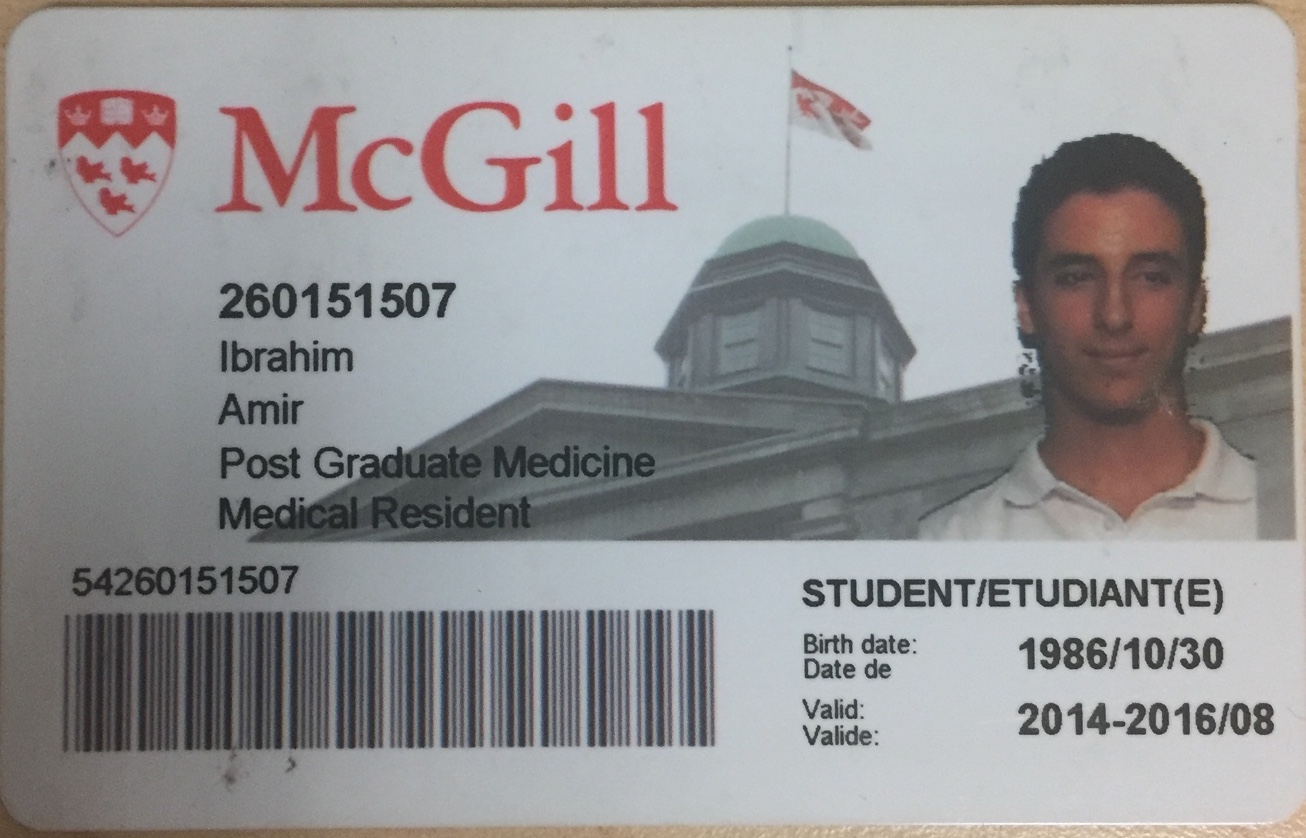 McGill
260151507
Ibrahim
Amir
Post Graduate Medicine
Medical Resident
54260151507
STUDENT/ETUDIANT(E)
Birth date: 1986/10/30
Date de
Valid: 2014-2016/08
Valide: